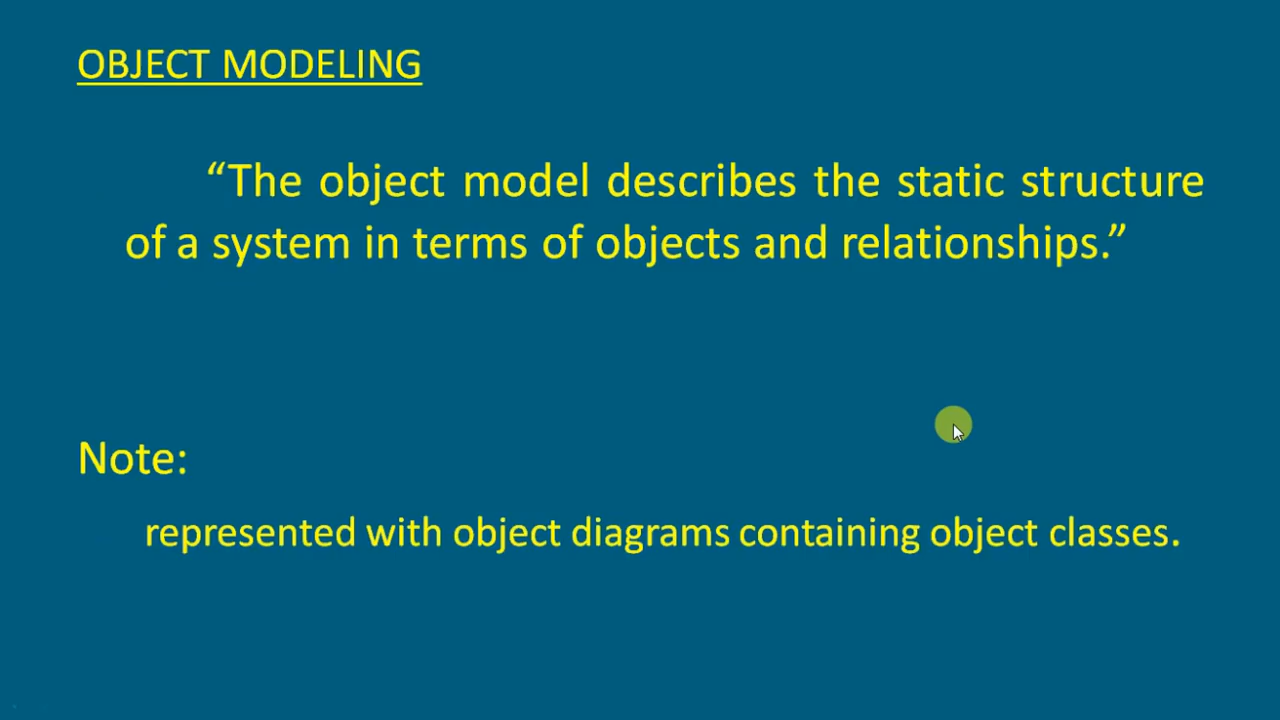 OBJECT MODELING
“The object model describes the static structure
of a system in terms of objects and relationships.”
Note:
represented with object diagrams containing object classes.